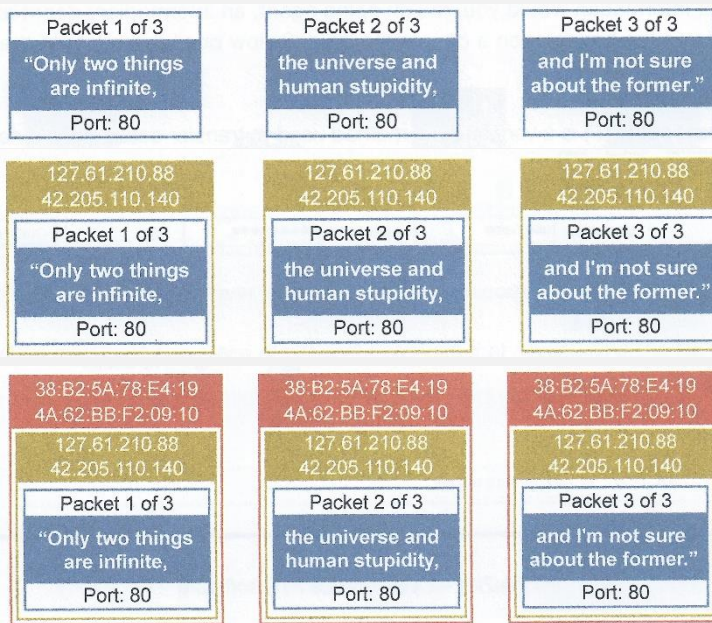 Packet 1 of 3
“Only two things
are infinite,
Port: 80
Packet 2 of 3
the universe and
human stupidity,
Port: 80
Packet 3 of 3
and I'm not sure
about the former.”
Port: 80
127.61.210.88
42.205.110.140
Packet 1 of 3
“Only two things
are infinite,
Port: 80
127.61.210.88
42.205.110.140
Packet 2 of 3
the universe and
human stupidity,
Port: 80
127.61.210.88
42.205.110.140
Packet 3 of 3
and I'm not sure
about the former.”
Port: 80
38:B2:5A:78:E4:19
4A:62:BB:F2:09:10
127.61.210.88
42.205.110.140
Packet 1 of 3
“Only two things
are infinite,
Port: 80
38:B2:5A:78:E4:19
4A:62:BB:F2:09:10
127.61.210.88
42.205.110.140
Packet 2 of 3
the universe and
human stupidity,
Port: 80
38:B2:5A:78:E4:19
4A:62:BB:F2:09:10
127.61.210.88
42.205.110.140
Packet 3 of 3
and I'm not sure
about the former.”
Port: 80